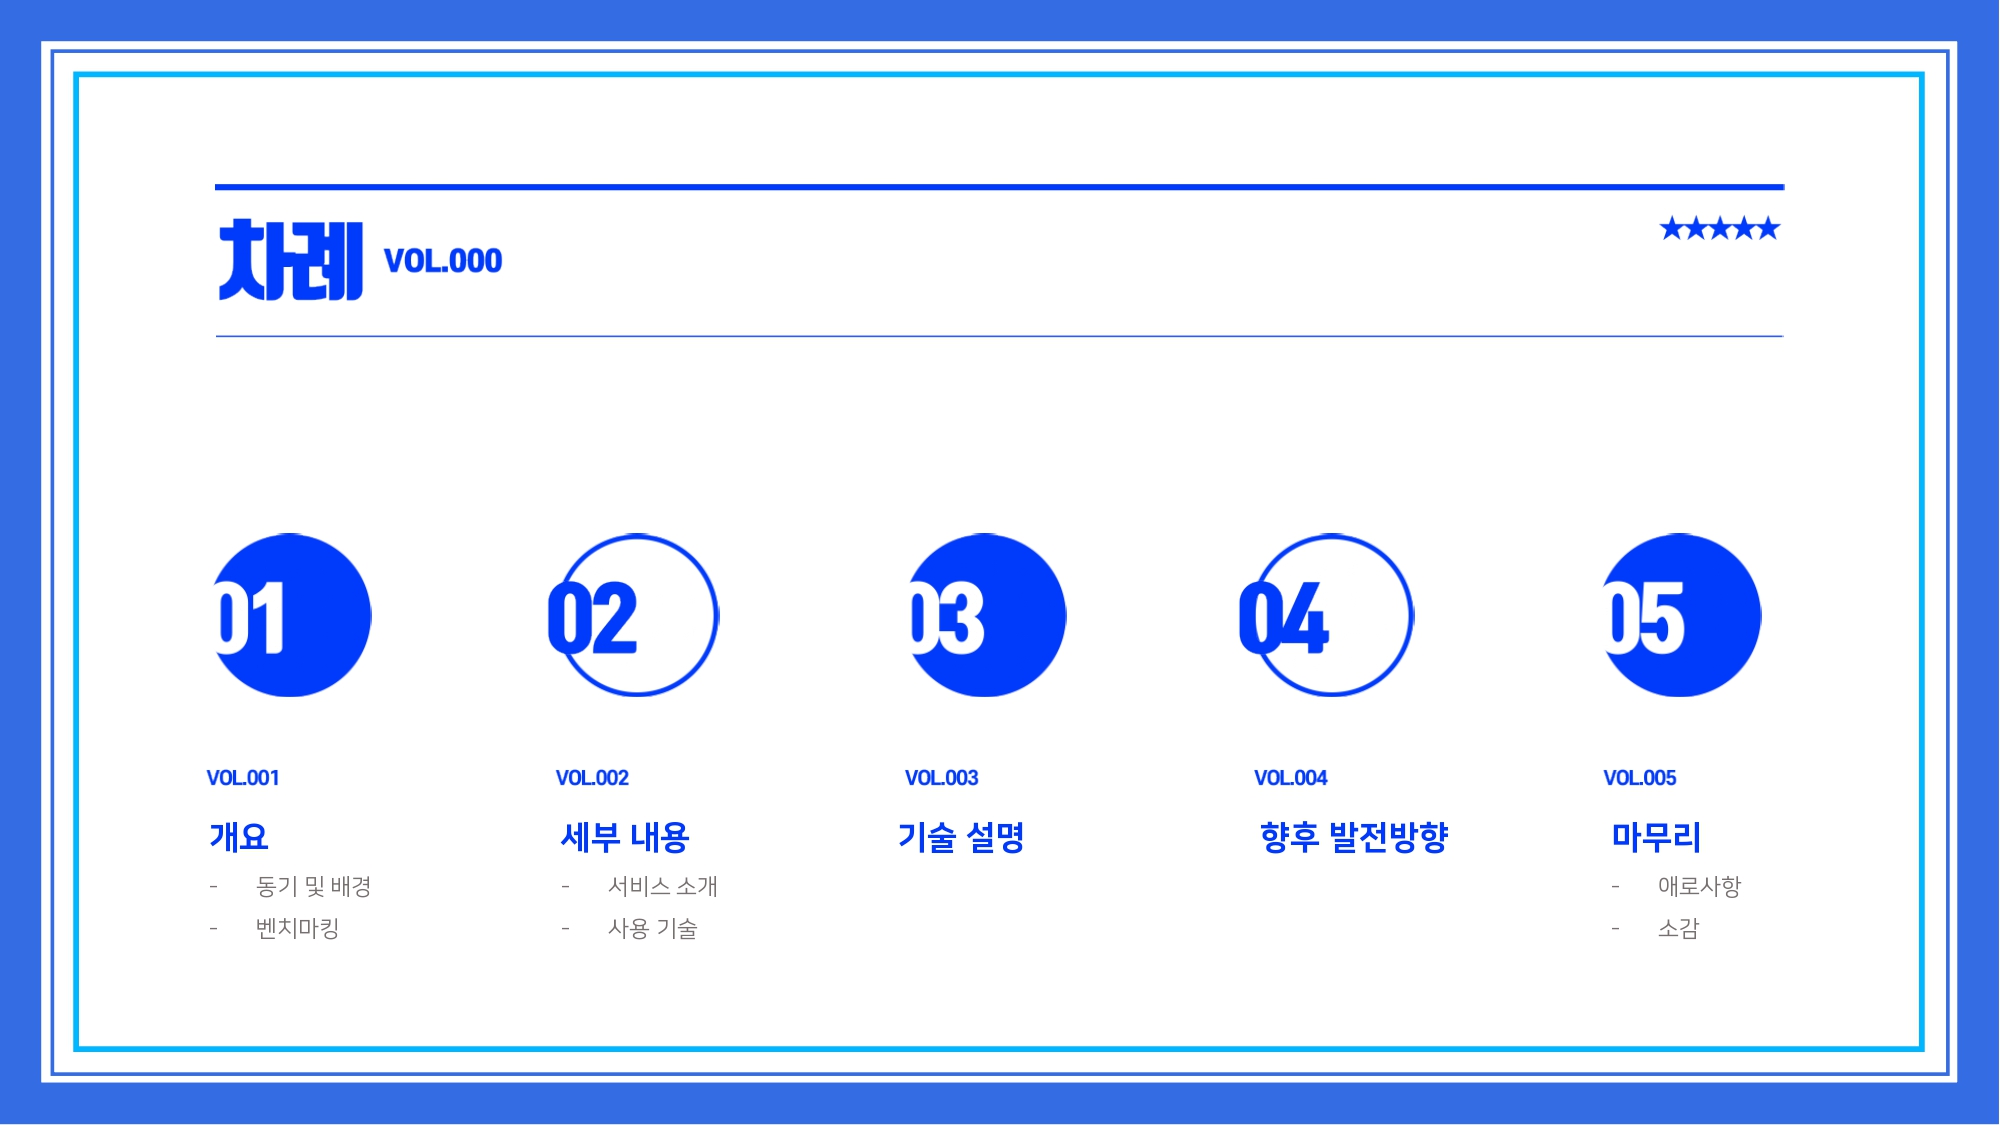 차례 VOL.000
★★★★★
01
VOL.001
개요
- 동기 및 배경
- 벤치마킹
02
VOL.002
세부 내용
- 서비스 소개
- 사용 기술
03
VOL.003
기술 설명
04
VOL.004
향후 발전방향
05
VOL.005
마무리
- 애로사항
- 소감